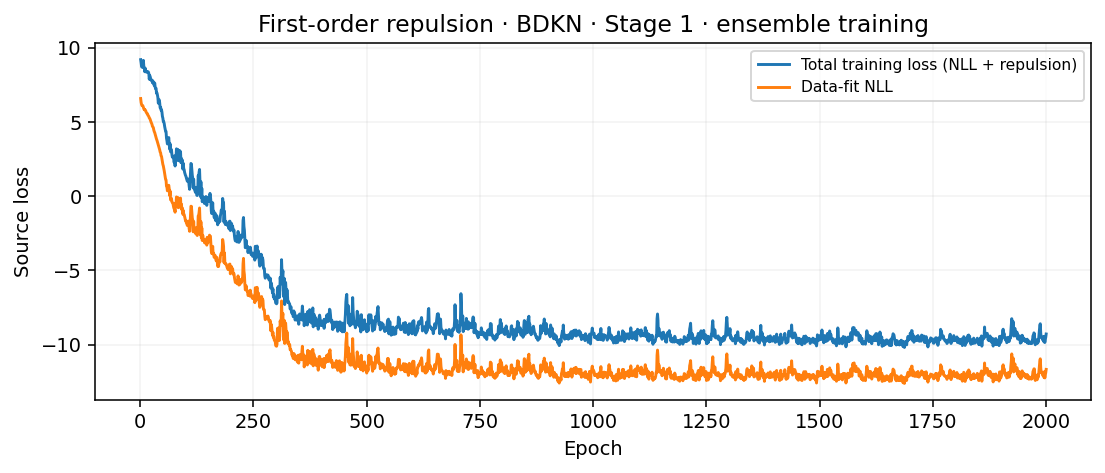 First-order repulsion · BDKN · Stage 1 · ensemble training
Total training loss (NLL + repulsion)
Data-fit NLL
Source loss
10
5
0
−5
−10
0
250
500
750
1000
1250
1500
1750
2000
Epoch